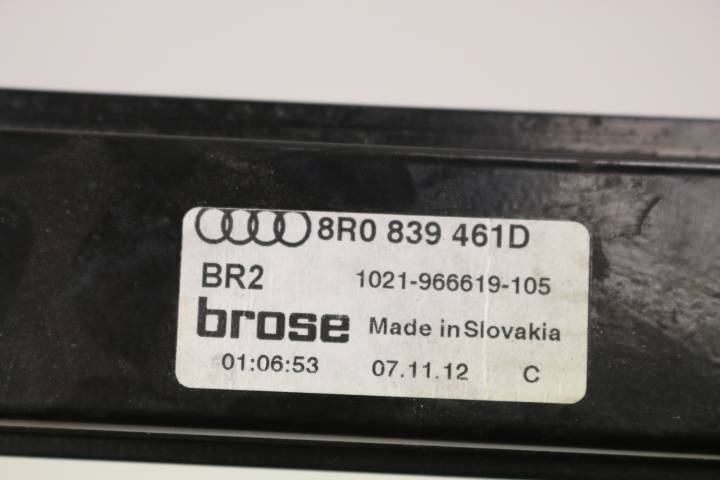 8R0 839 461D
BR2 1021-966619-105
brose Made in Slovakia
01:06:53 07.11.12 C